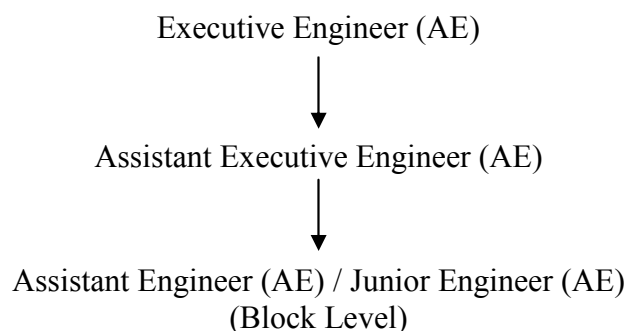 Executive Engineer (AE)
Assistant Executive Engineer (AE)
Assistant Engineer (AE) / Junior Engineer (AE)
(Block Level)